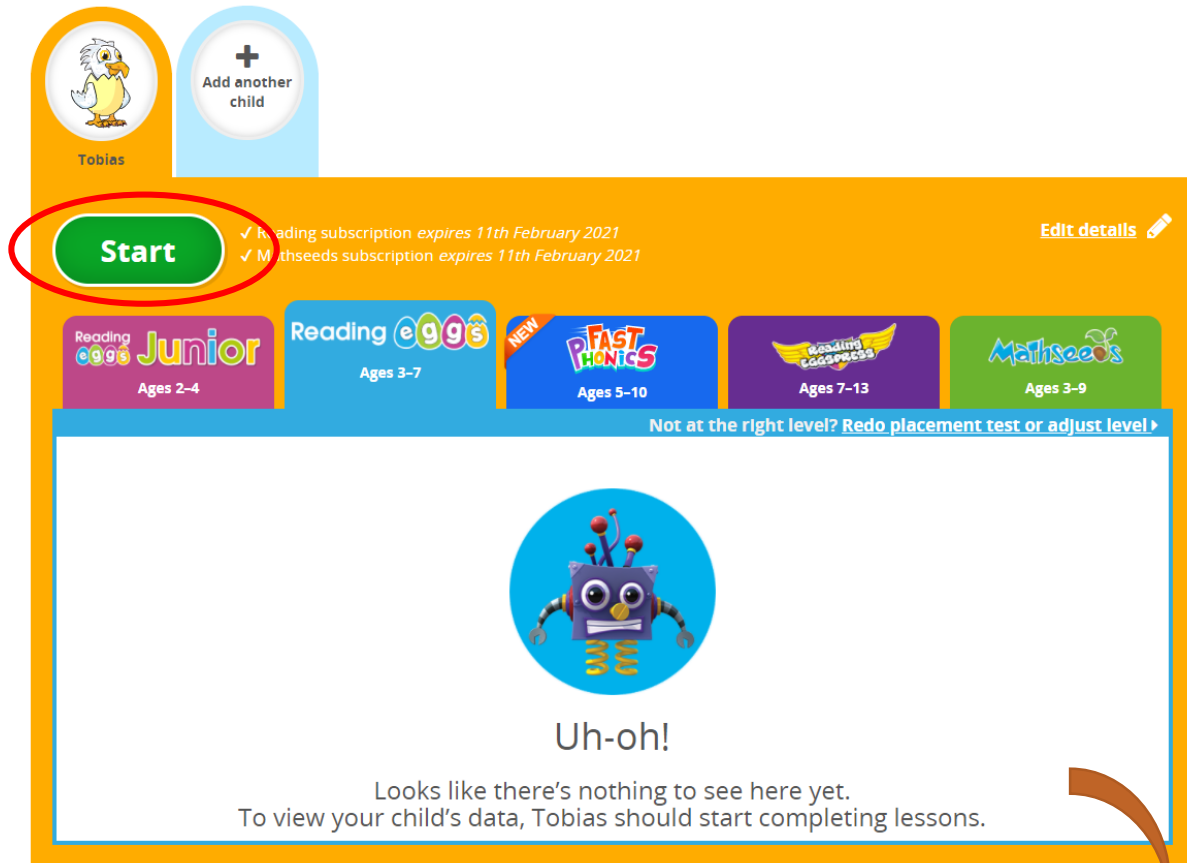 Add another
child
Tobias
Start
✓ Reading subscription expires 11th February 2021
✓ Mathseeds subscription expires 11th February 2021
Edit details
Reading eggs Junior
Ages 2–4
Reading eggs
Ages 3–7
NEW
FAST PHONICS
Ages 5–10
Reading EGGSPRESS
Ages 7–13
Mathseeds
Ages 3–9
Not at the right level? Redo placement test or adjust level
Uh-oh!
Looks like there's nothing to see here yet.
To view your child's data, Tobias should start completing lessons.